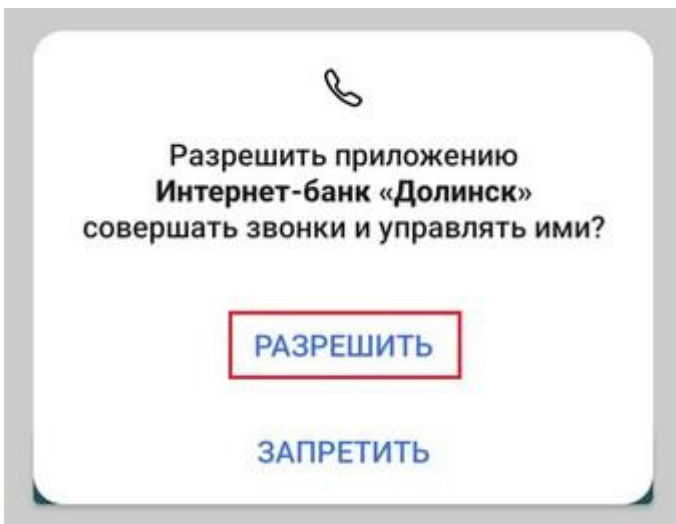 Разрешить приложению
Интернет-банк «Долинск»
совершать звонки и управлять ими?
РАЗРЕШИТЬ
ЗАПРЕТИТЬ